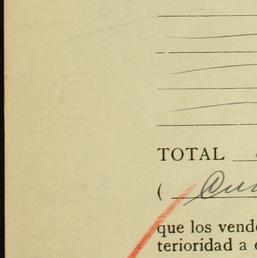 TOTAL
(
que los vend
terioridad a e